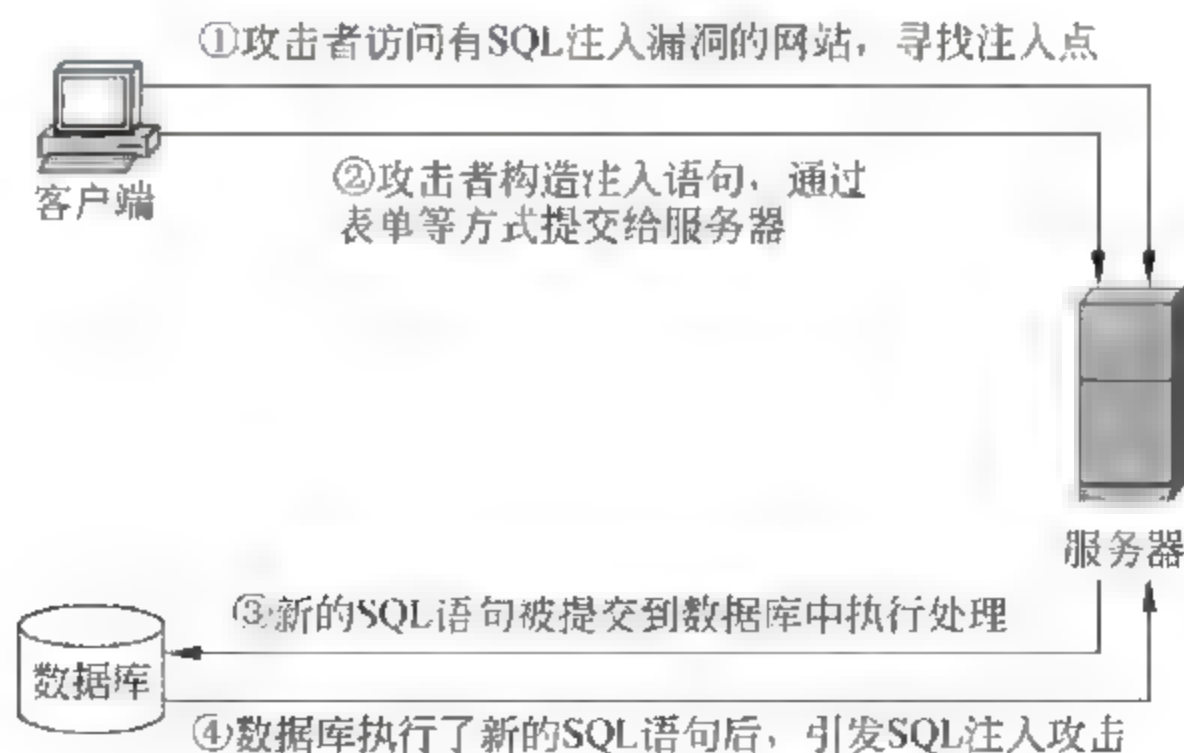 ①攻击者访问有SQL注入漏洞的网站，寻找注入点
客户端
②攻击者构造注入语句，通过
表单等方式提交给服务器
服务器
③新的SQL语句被提交到数据库中执行处理
数据库
④数据库执行了新的SQL语句后，引发SQL注入攻击